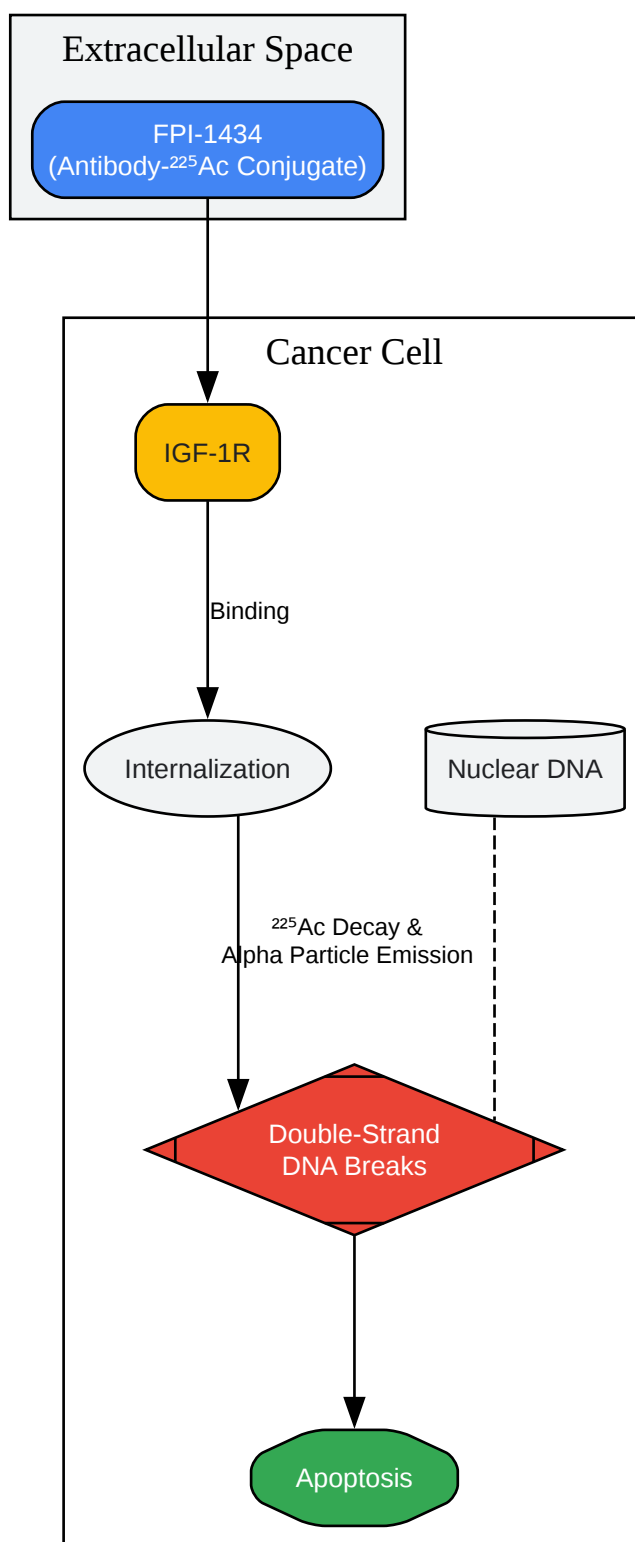 Extracellular Space
FPI-1434
(Antibody-²²⁵Ac Conjugate)
Cancer Cell
IGF-1R
Binding
Internalization
Nuclear DNA
²²⁵Ac Decay &
Alpha Particle Emission
Double-Strand
DNA Breaks
Apoptosis